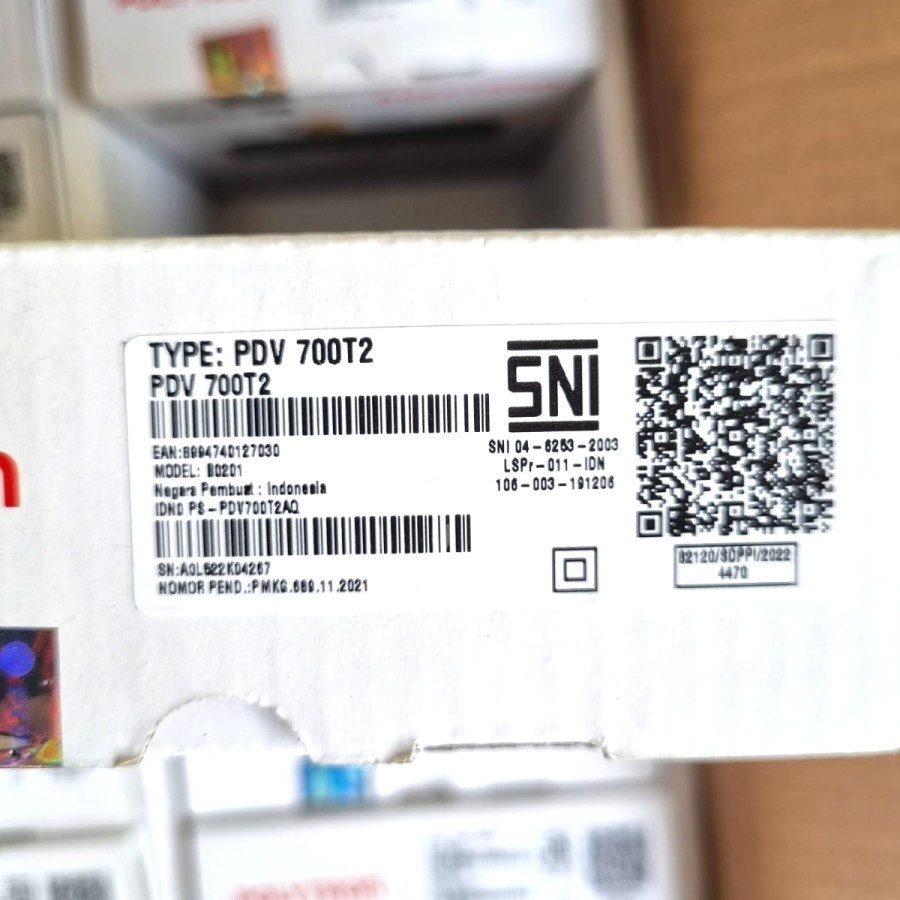 TYPE: PDV 700T2
PDV 700T2
EAN:8994740127030
MODEL: B0201
Negara Pembuat : Indonesia
IDNO PS-PDV700T2AQ
SN:A0L522K04267
NOMOR PEND.:PMKG.689.11.2021
SNI
SNI 04-6253-2003
LSPr-011-IDN
106-003-191206
82120/SDPPI/2022
4470